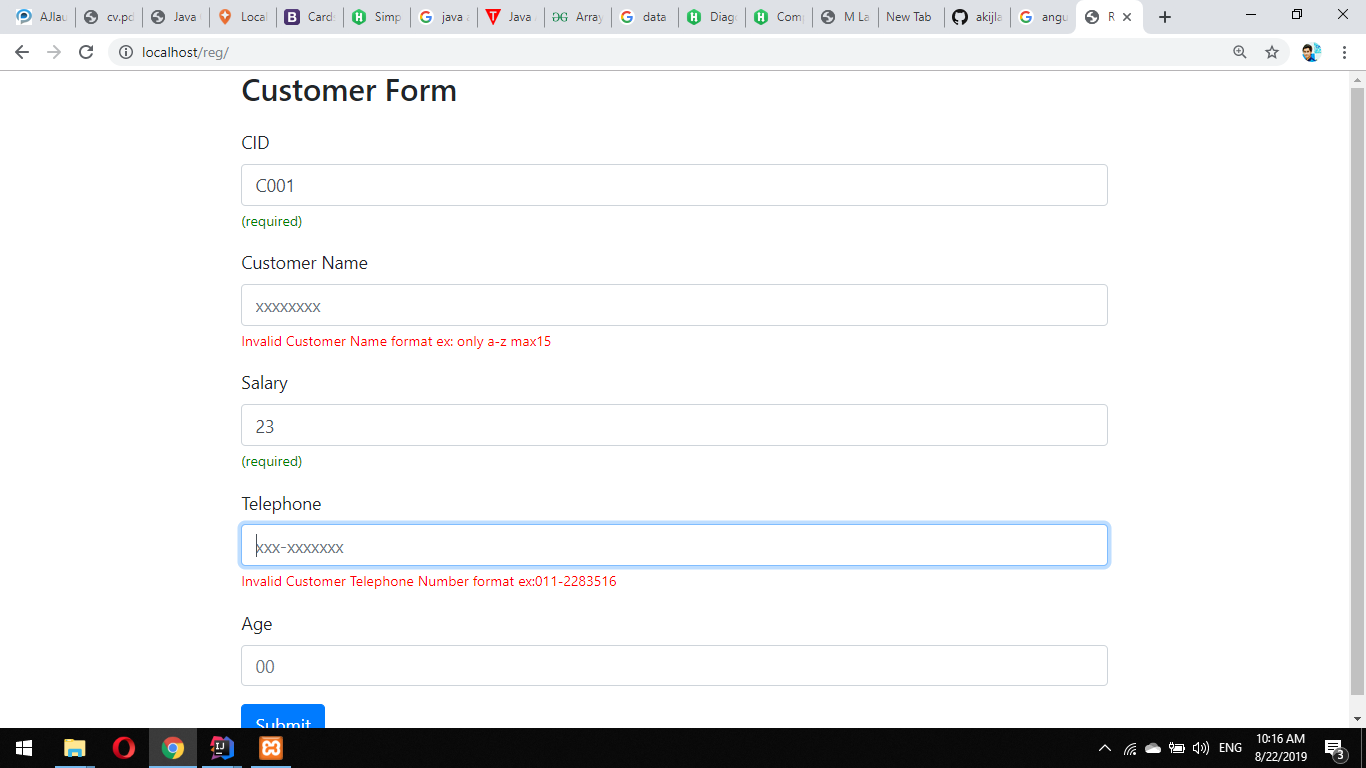 AJlau
cv.pd
Java
Local
Card
Simp
java a
Java
Array
data
Diag
Com
M La
New Tab
akijla
angu
R
localhost/reg/
Customer Form
CID
C001
(required)
Customer Name
xxxxxxxx
Invalid Customer Name format ex: only a-z max15
Salary
23
(required)
Telephone
xxx-xxxxxxx
Invalid Customer Telephone Number format ex:011-2283516
Age
00
Submit
ENG
10:16 AM
8/22/2019
3